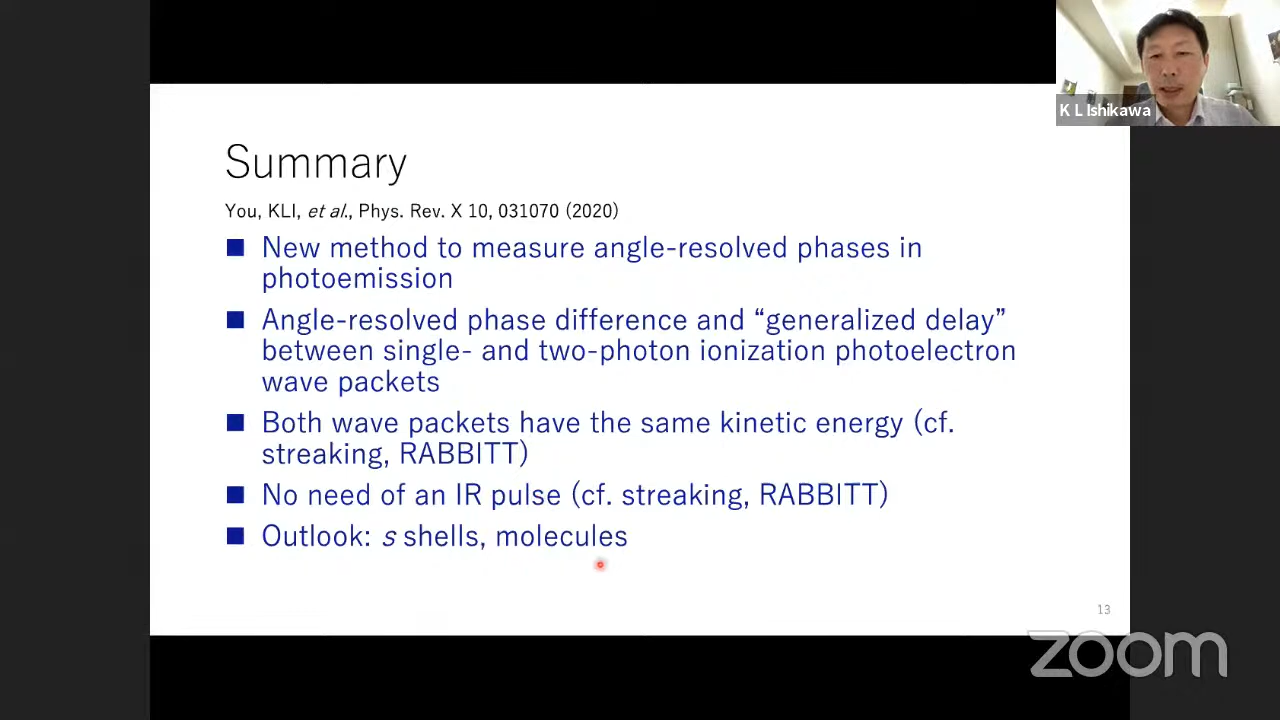 K L Ishikawa
Summary
You, KLI, et al., Phys. Rev. X 10, 031070 (2020)
New method to measure angle-resolved phases in
photoemission
Angle-resolved phase difference and “generalized delay”
between single- and two-photon ionization photoelectron
wave packets
Both wave packets have the same kinetic energy (cf.
streaking, RABBITT)
No need of an IR pulse (cf. streaking, RABBITT)
Outlook: s shells, molecules
13
zoom